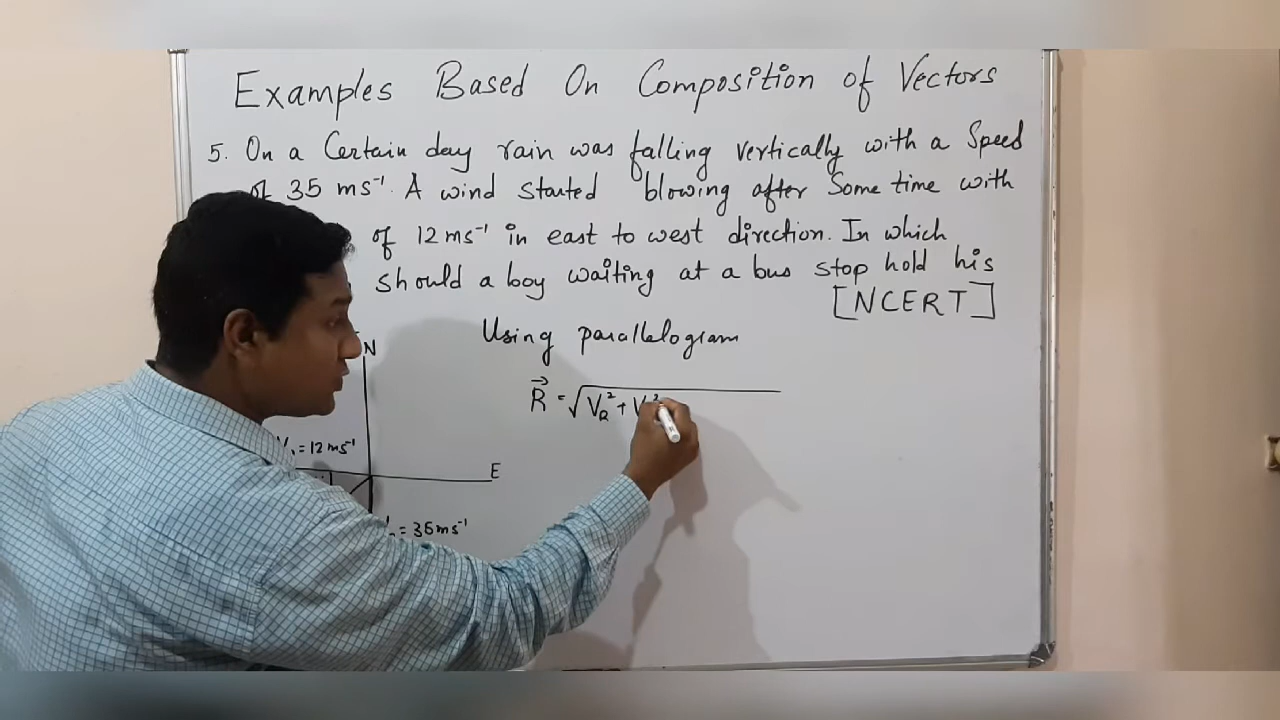 Examples Based On Composition of Vectors
5. On a Certain day rain was falling vertically with a Speed
of 35 ms⁻¹. A wind started blowing after Some time with
of 12 ms⁻¹ in east to west direction. In which
should a boy waiting at a bus stop hold his
[NCERT]
Using parallelogram
N
R⃗ = √V_R² + V
= 12 ms⁻¹
E
= 35 ms⁻¹